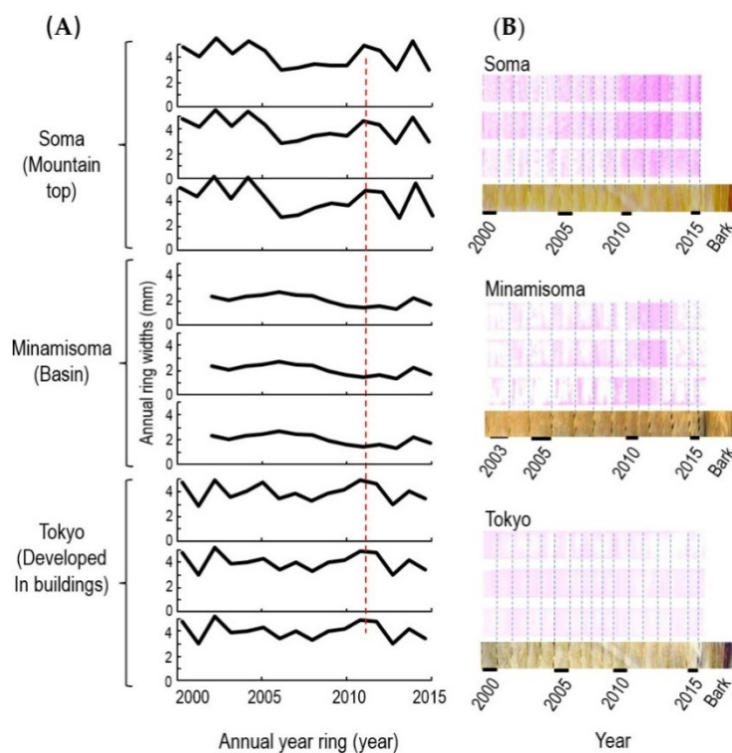 (A)
Soma
(Mountain
top)
Minamisoma
(Basin)
Tokyo
(Developed
In buildings)
Annual ring widths (mm)
4
2
0
4
2
0
4
2
0
4
2
0
4
2
0
4
2
0
4
2
0
4
2
0
4
2
0
2000 2005 2010 2015
Annual year ring (year)
(B)
Soma
2000 2005 2010 2015 Bark
Minamisoma
2003 2005 2010 2015 Bark
Tokyo
2000 2005 2010 2015 Bark
Year